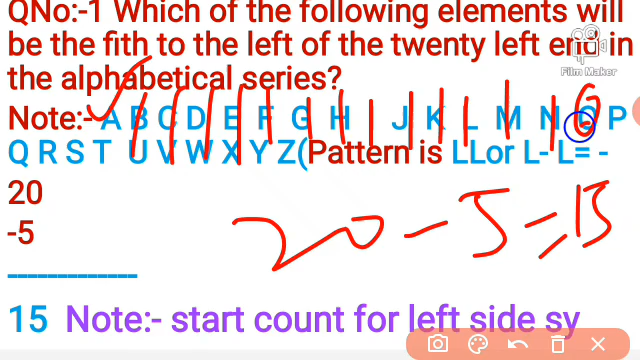 QNo:-1 Which of the following elements will
be the fith to the left of the twenty left end in
the alphabetical series?
Film Maker
Note:- A B C D E F G H I J K L M N O P
Q R S T U V W X Y Z(Pattern is LLor L- L= -
20
-5
20-5=15
---------------
15 Note:- start count for left side sy